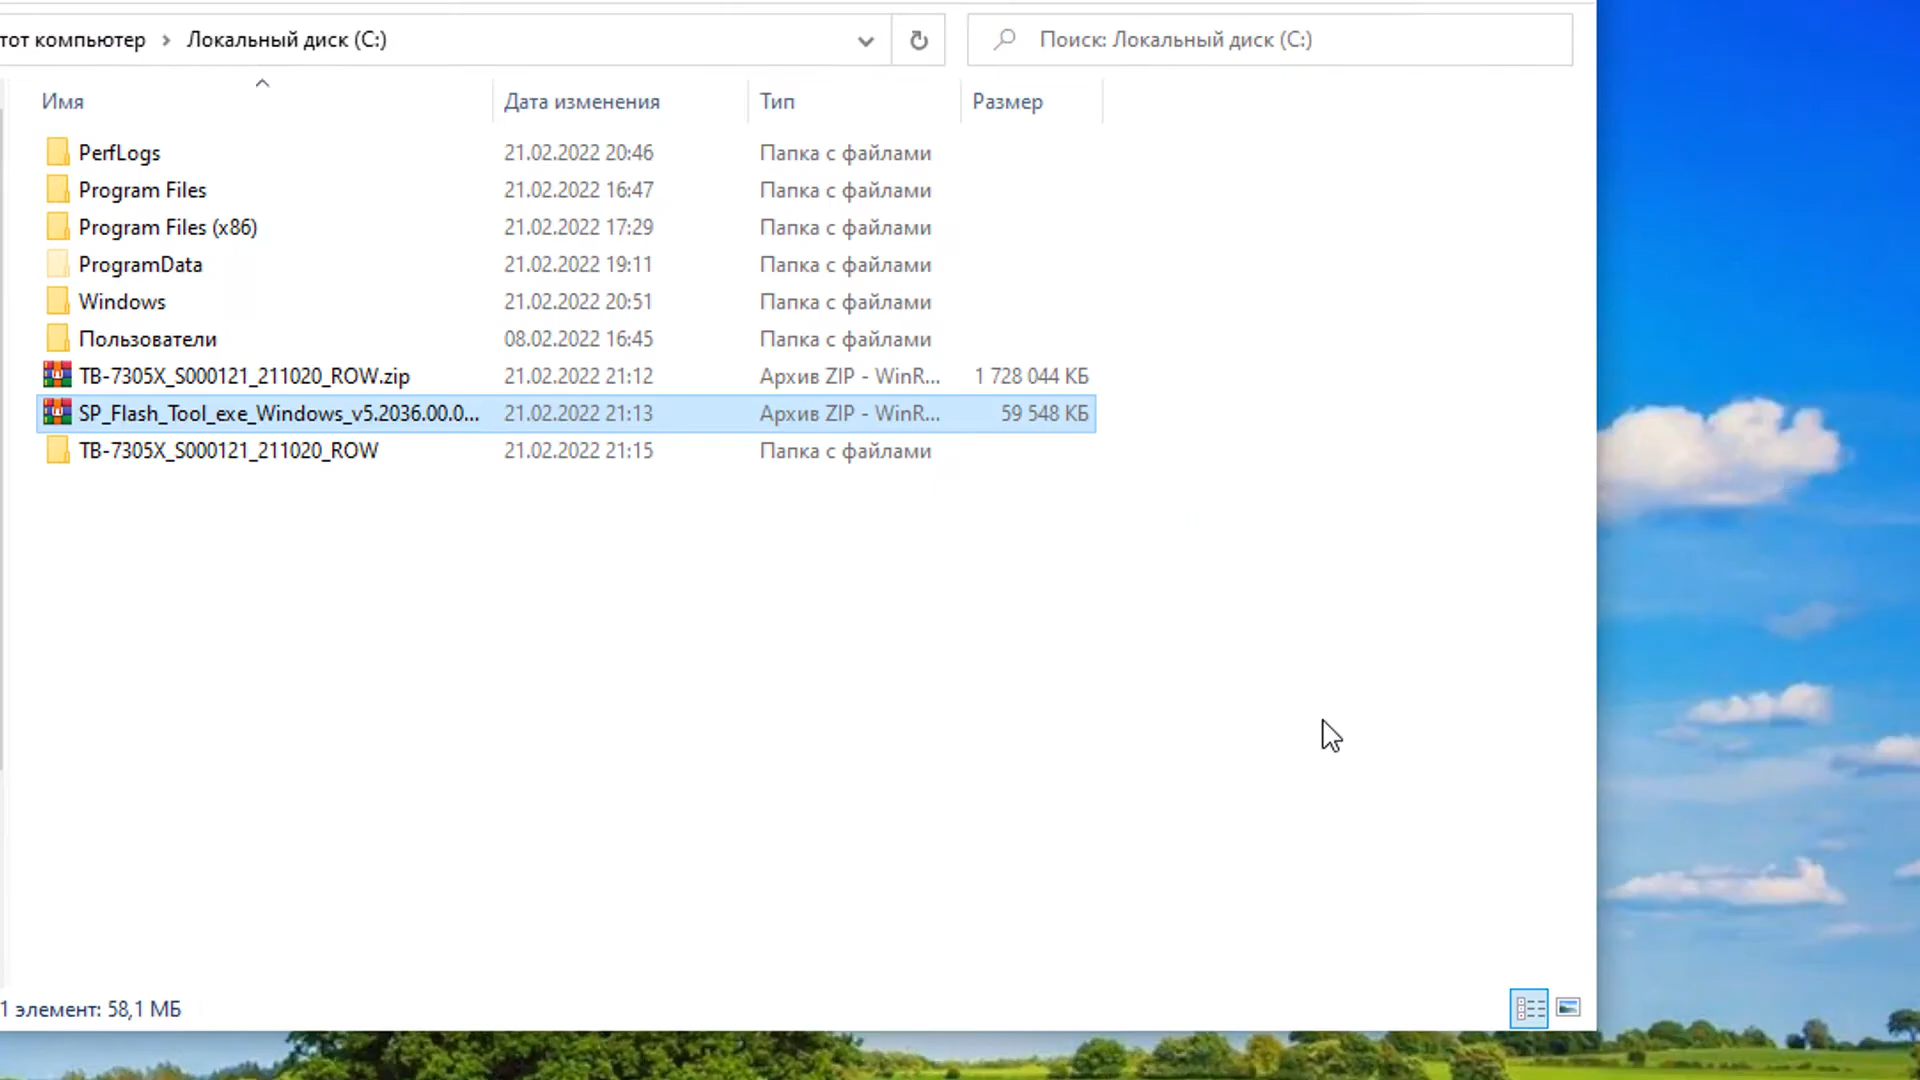 тот компьютер › Локальный диск (C:)
Поиск: Локальный диск (C:)
Имя Дата изменения Тип Размер
PerfLogs 21.02.2022 20:46 Папка с файлами
Program Files 21.02.2022 16:47 Папка с файлами
Program Files (x86) 21.02.2022 17:29 Папка с файлами
ProgramData 21.02.2022 19:11 Папка с файлами
Windows 21.02.2022 20:51 Папка с файлами
Пользователи 08.02.2022 16:45 Папка с файлами
TB-7305X_S000121_211020_ROW.zip 21.02.2022 21:12 Архив ZIP - WinR... 1 728 044 КБ
SP_Flash_Tool_exe_Windows_v5.2036.00.0... 21.02.2022 21:13 Архив ZIP - WinR... 59 548 КБ
TB-7305X_S000121_211020_ROW 21.02.2022 21:15 Папка с файлами
1 элемент: 58,1 МБ